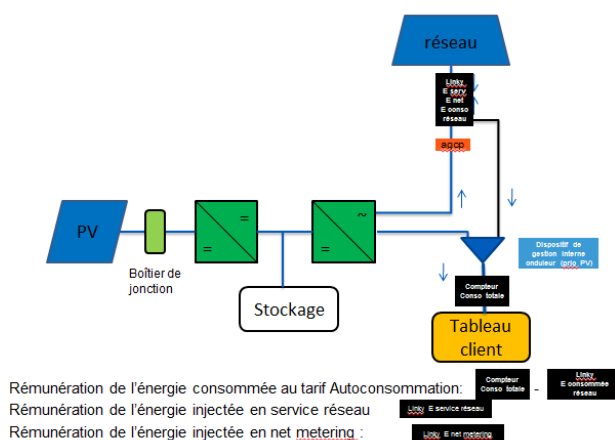 réseau
Linky
E serv
E net
E conso
réseau
agcp
PV
=
=
~
=
Boîtier de
jonction
Stockage
Dispositif de
gestion interne
onduleur (prio_PV)
Compteur
Conso totale
Tableau
client
Rémunération de l'énergie consommée au tarif Autoconsommation: Compteur Conso totale - Linky E consommée réseau
Rémunération de l'énergie injectée en service réseau Linky E service réseau
Rémunération de l'énergie injectée en net metering : Linky E net metering